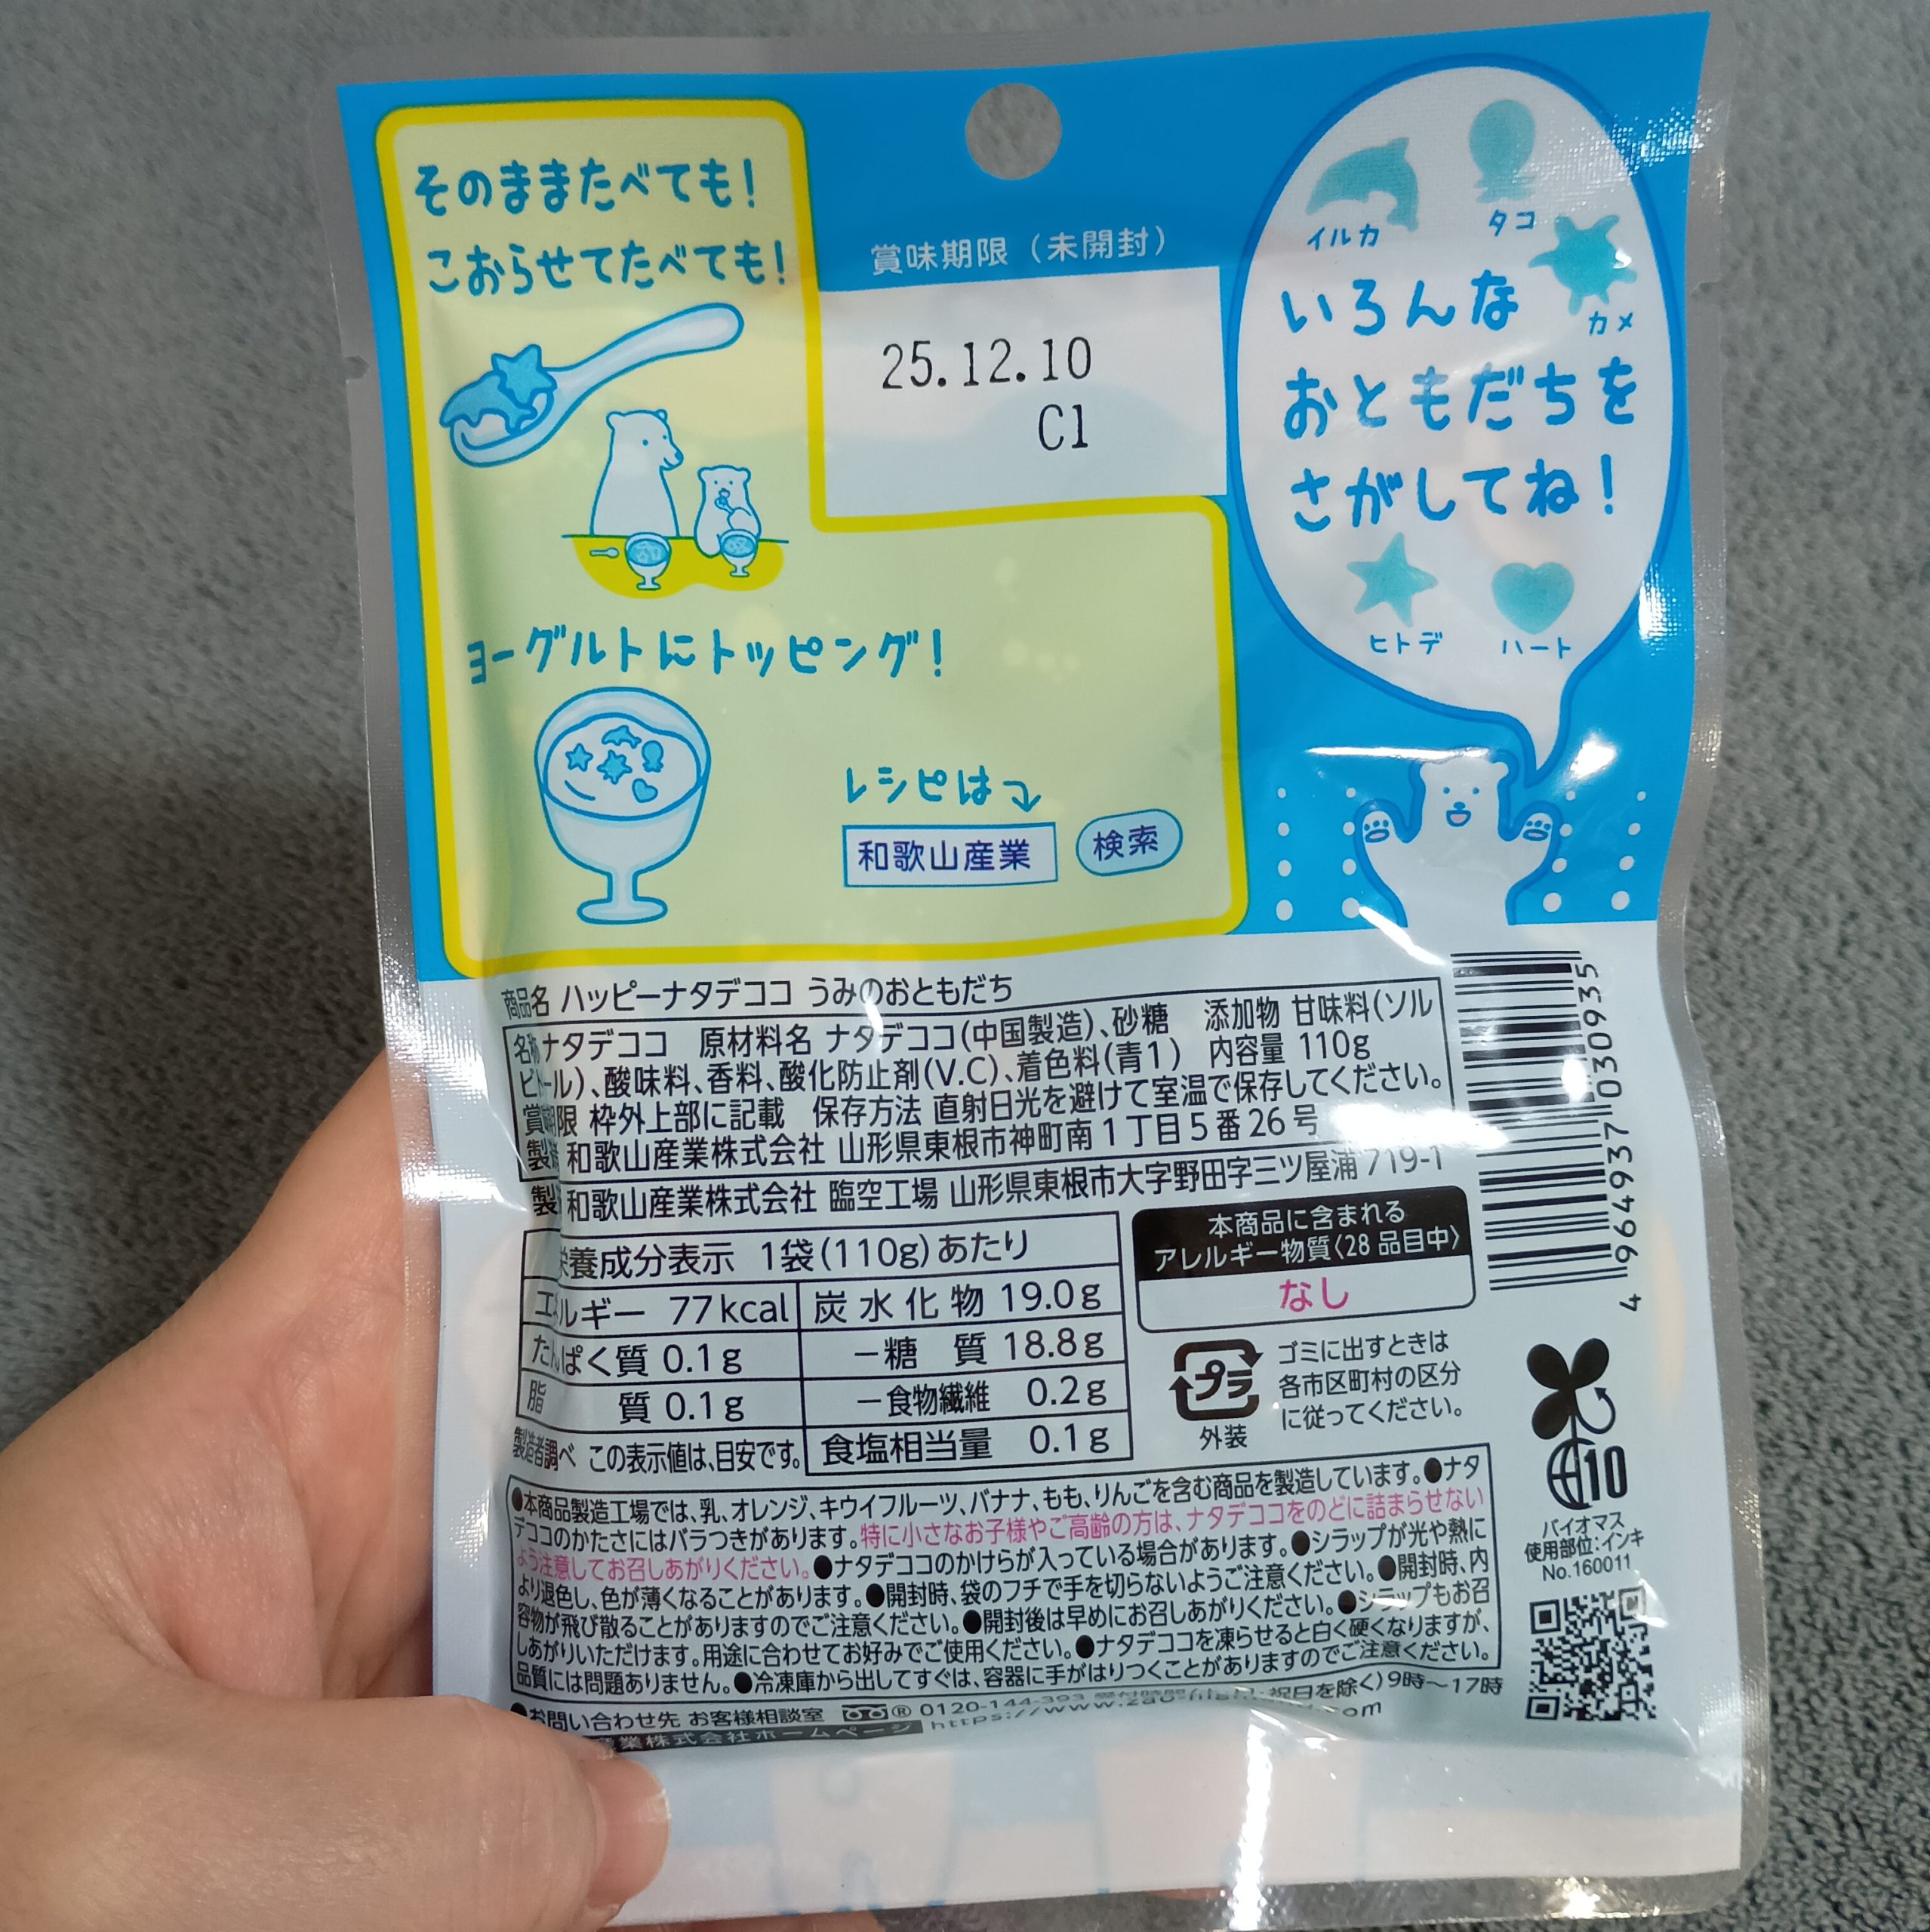 そのままたべても!
こおらせてたべても!
賞味期限(未開封)
25.12.10
C1
イルカ
タコ
カメ
いろんな
おともだちを
さがしてね!
ヒトデ
ハート
ヨーグルトにトッピング!
レシピは
和歌山産業
検索
商品名 ハッピーナタデココ うみのおともだち
名称 ナタデココ 原材料名 ナタデココ(中国製造)、砂糖 添加物 甘味料(ソル
ビトール)、酸味料、香料、酸化防止剤(V.C)、着色料(青1) 内容量 110g
賞味期限 枠外上部に記載 保存方法 直射日光を避けて室温で保存してください。
和歌山産業株式会社 山形県東根市神町南1丁目5番26号
和歌山産業株式会社 臨空工場 山形県東根市大字野田字三ツ屋浦719-1
4964937030935
栄養成分表示 1袋(110g)あたり
エネルギー 77kcal
炭水化物 19.0g
たんぱく質 0.1g
-糖質 18.8g
脂質 0.1g
-食物繊維 0.2g
製造者調べ この表示値は、目安です。
食塩相当量 0.1g
本商品に含まれる
アレルギー物質〈28品目中〉
なし
プラ
外装
ゴミに出すときは
各市区町村の区分
に従ってください。
10
バイオマス
使用部位:インキ
No.160011
●本商品製造工場では、乳、オレンジ、キウイフルーツ、バナナ、もも、りんごを含む商品を製造しています。●ナタ
デココのかたさにはバラつきがあります。特に小さなお子様やご高齢の方は、ナタデココをのどに詰まらせない
よう注意してお召しあがりください。●ナタデココのかけらが入っている場合があります。●シラップが光や熱に
より退色し、色が薄くなることがあります。●開封時、袋のフチで手を切らないようご注意ください。●開封時、内
容物が飛び散ることがありますのでご注意ください。●開封後は早めにお召しあがりください。●シラップもお召
しあがりいただけます。用途に合わせてお好みでご使用ください。●ナタデココを凍らせると白く硬くなりますが、
品質には問題ありません。●冷凍庫から出してすぐは、容器に手がはりつくことがありますのでご注意ください。
●お問い合わせ先 お客様相談室 ® 0120-144-393 祝日を除く)9時~17時
産業株式会社ホームページ https://www.